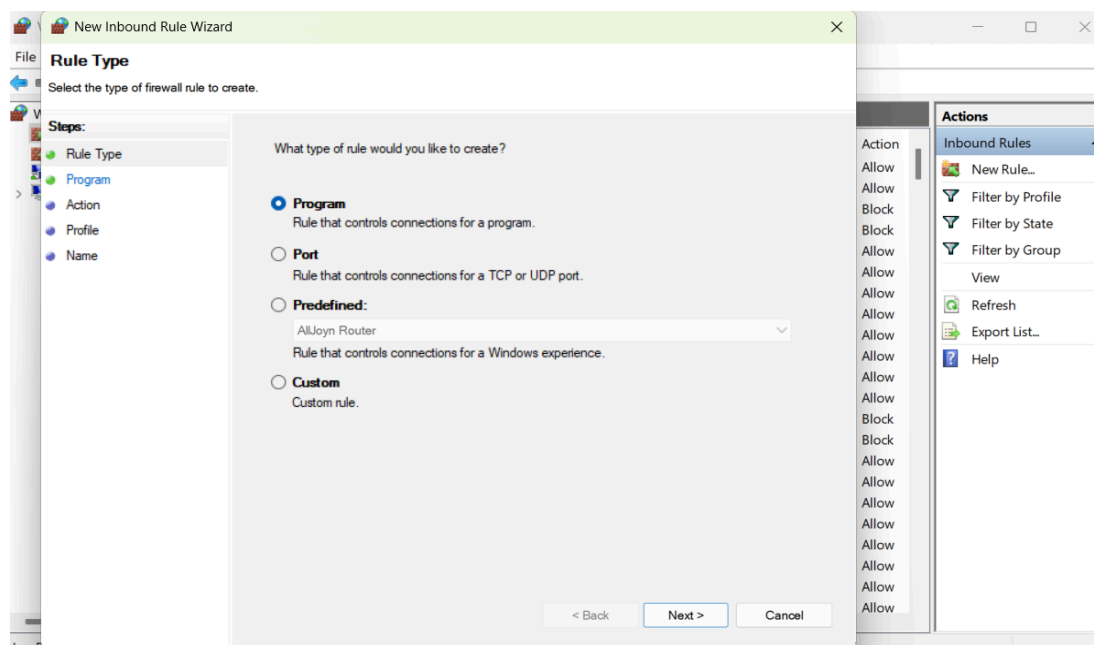 New Inbound Rule Wizard
File
Rule Type
Select the type of firewall rule to create.
Steps:
Rule Type
Program
Action
Profile
Name
What type of rule would you like to create?
Program
Rule that controls connections for a program.
Port
Rule that controls connections for a TCP or UDP port.
Predefined:
AllJoyn Router
Rule that controls connections for a Windows experience.
Custom
Custom rule.
< Back
Next >
Cancel
Action
Allow
Allow
Block
Block
Allow
Allow
Allow
Allow
Allow
Allow
Allow
Allow
Block
Block
Allow
Allow
Allow
Allow
Allow
Allow
Allow
Allow
Actions
Inbound Rules
New Rule...
Filter by Profile
Filter by State
Filter by Group
View
Refresh
Export List...
Help